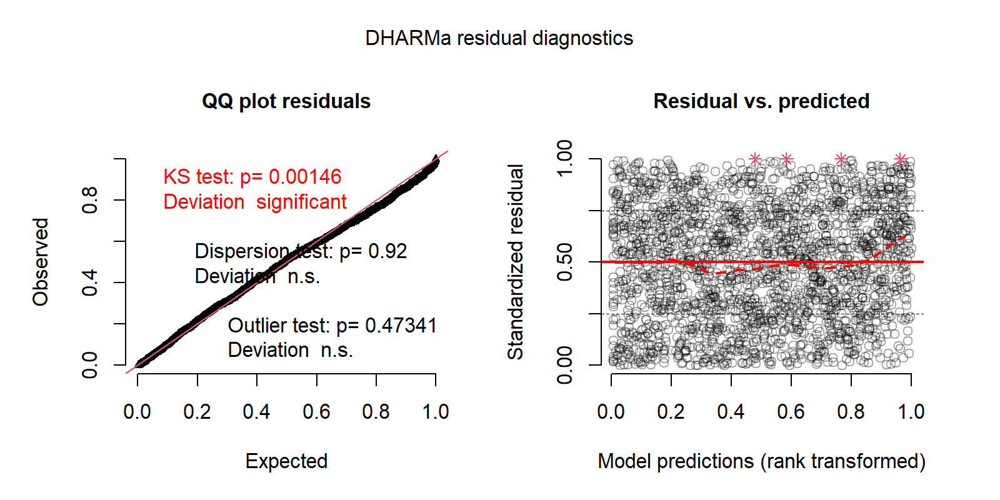 DHARMa residual diagnostics
QQ plot residuals
KS test: p= 0.00146
Deviation  significant
Dispersion test: p= 0.92
Deviation  n.s.
Outlier test: p= 0.47341
Deviation  n.s.
Observed
0.0
0.4
0.8
0.0 0.2 0.4 0.6 0.8 1.0
Expected
Residual vs. predicted
Standardized residual
0.00
0.50
1.00
0.0 0.2 0.4 0.6 0.8 1.0
Model predictions (rank transformed)